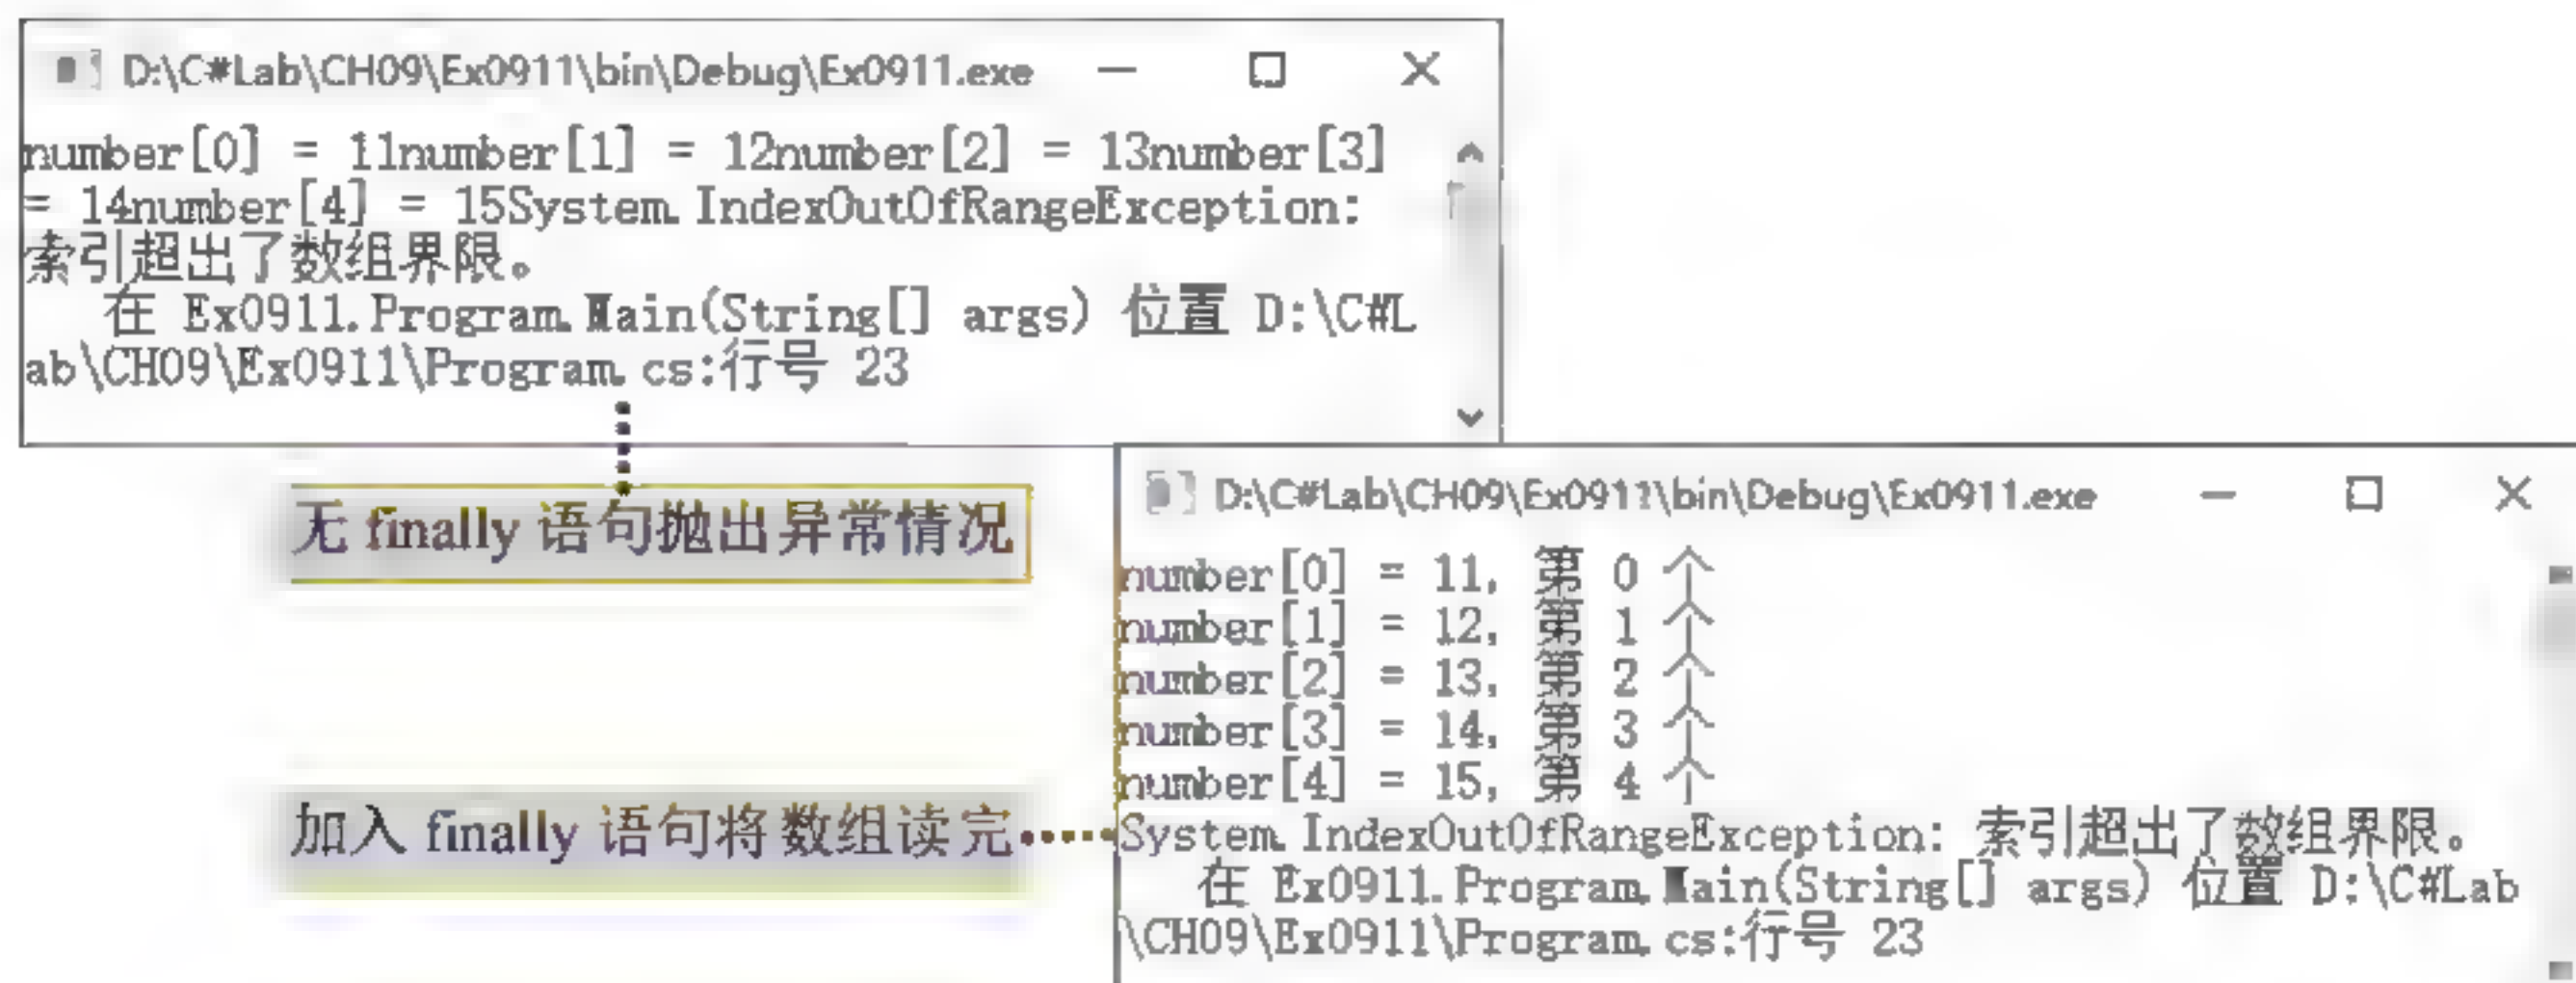 D:\C#Lab\CH09\Ex0911\bin\Debug\Ex0911.exe
number[0] = 11number[1] = 12number[2] = 13number[3]
= 14number[4] = 15System.IndexOutOfRangeException:
索引超出了数组界限。
在 Ex0911.Program.Main(String[] args) 位置 D:\C#L
ab\CH09\Ex0911\Program.cs:行号 23
无 finally 语句抛出异常情况
D:\C#Lab\CH09\Ex0911\bin\Debug\Ex0911.exe
number[0] = 11, 第 0 个
number[1] = 12, 第 1 个
number[2] = 13, 第 2 个
number[3] = 14, 第 3 个
number[4] = 15, 第 4 个
加入 finally 语句将数组读完
System.IndexOutOfRangeException: 索引超出了数组界限。
在 Ex0911.Program.Main(String[] args) 位置 D:\C#Lab
\CH09\Ex0911\Program.cs:行号 23